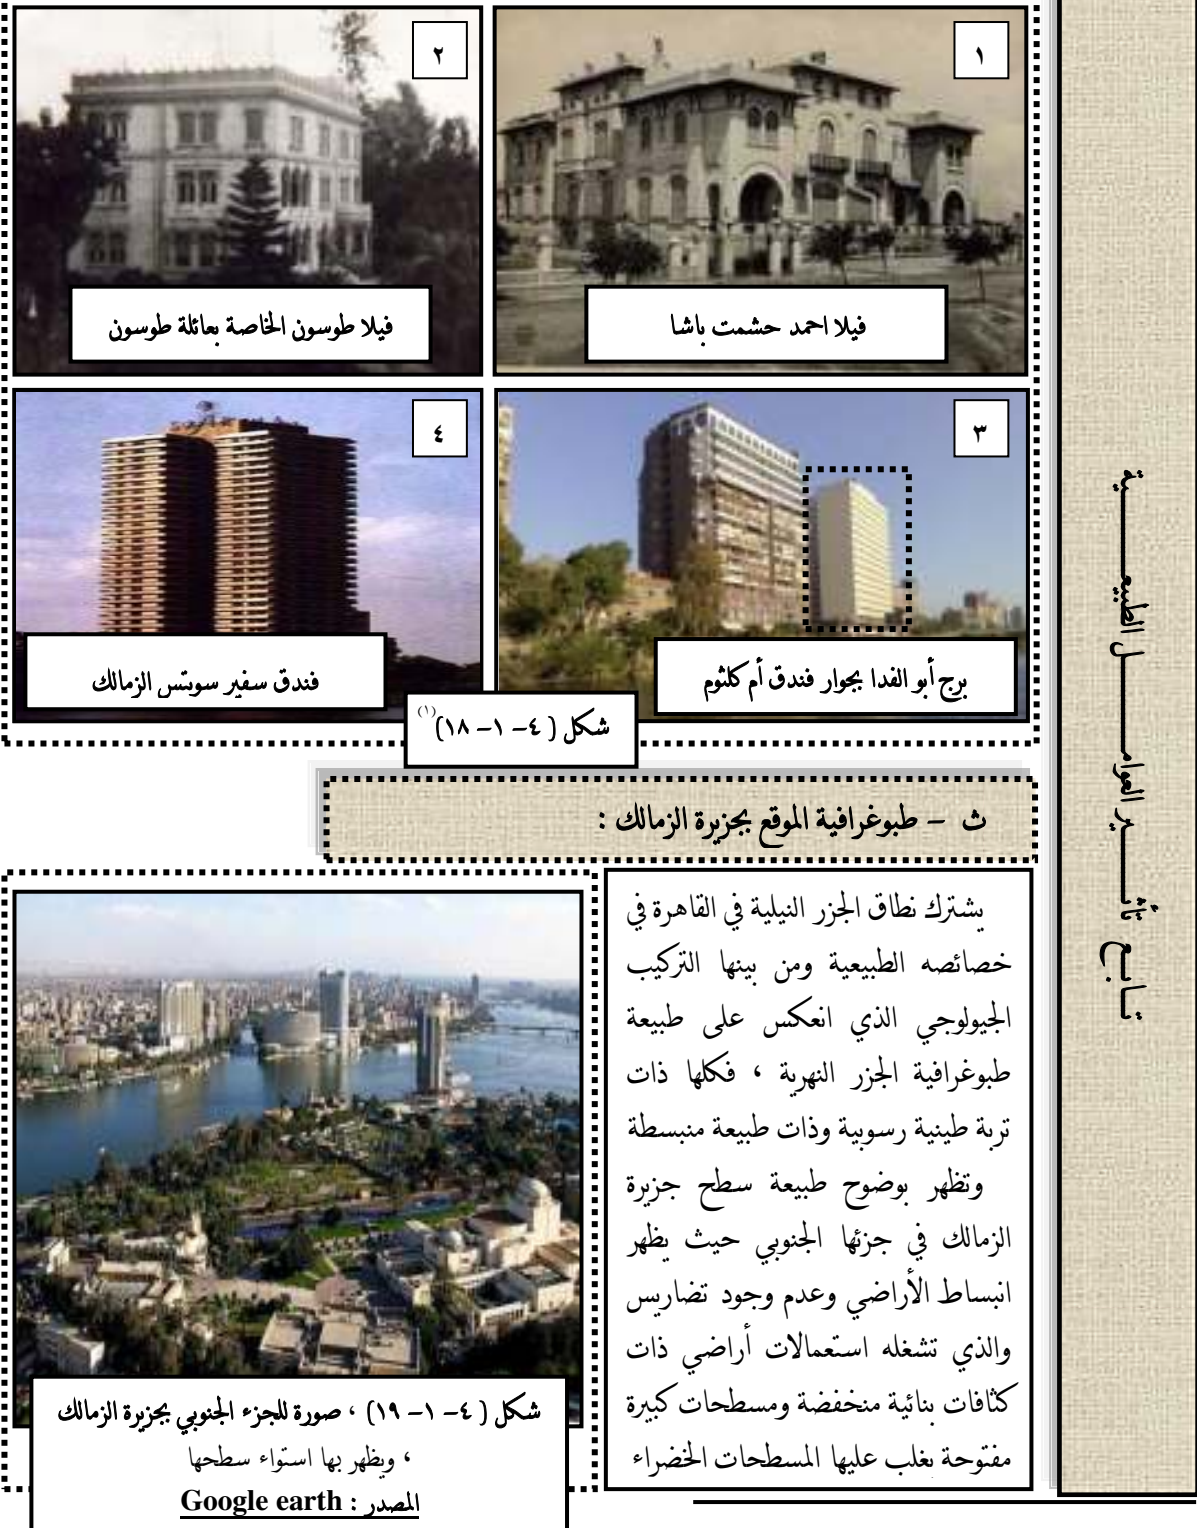 ١
٢
فيلا احمد حشمت باشا
فيلا طوسون الخاصة بعائلة طوسون
٣
٤
برج أبو الفدا بجوار فندق أم كلثوم
فندق سفير سويتس الزمالك
شكل ( ٤– ١– ١٨)(١)
ث – طبوغرافية الموقع بجزيرة الزمالك :
يشترك نطاق الجزر النيلية في القاهرة في
خصائصه الطبيعية ومن بينها التركيب
الجيولوجي الذي انعكس على طبيعة
طبوغرافية الجزر النهرية ، فكلها ذات
تربة طينية رسوبية وذات طبيعة منبسطة
وتظهر بوضوح طبيعة سطح جزيرة
الزمالك في جزئها الجنوبي حيث يظهر
انبساط الأراضي وعدم وجود تضاريس
والذي تشغله استعمالات أراضي ذات
كثافات بنائية منخفضة ومسطحات كبيرة
مفتوحة يغلب عليها المسطحات الخضراء
شكل ( ٤– ١– ١٩) ، صورة للجزء الجنوبي بجزيرة الزمالك
، ويظهر بها استواء سطحها
المصدر : Google earth
تابع تأثير العوامل الطبيعية